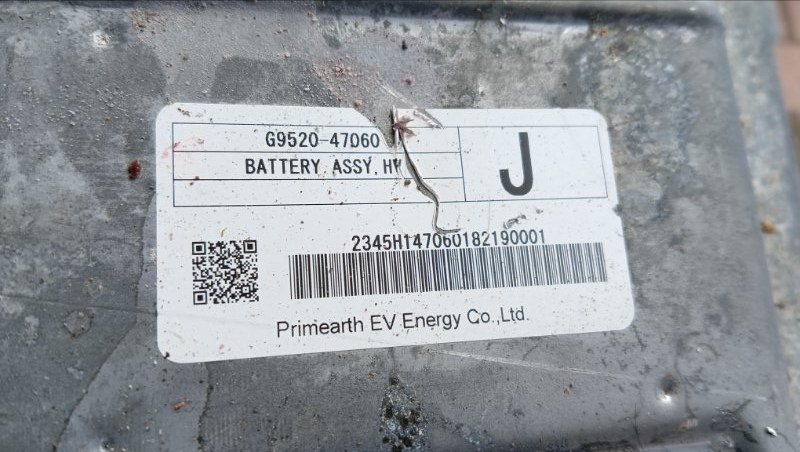 G9520-47060
BATTERY ASSY, HV
J
2345H147060182190001
Primearth EV Energy Co.,Ltd.